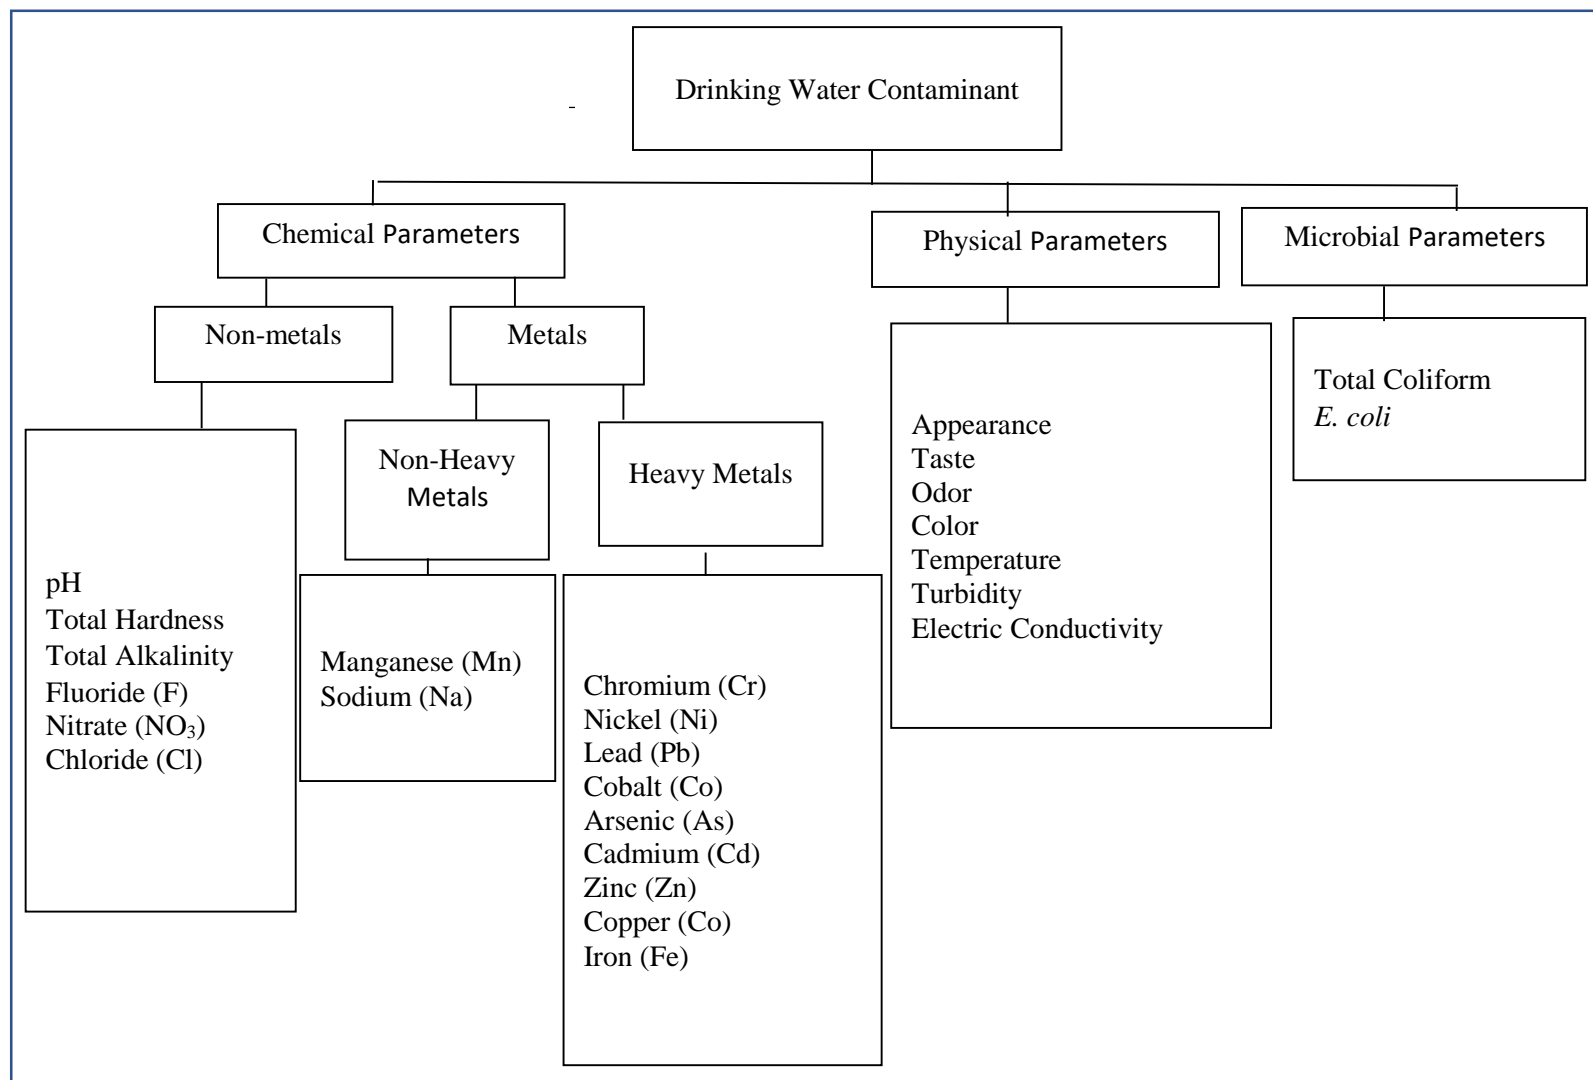 Drinking Water Contaminant
Chemical Parameters
Physical Parameters
Microbial Parameters
Non-metals
Metals
Non-Heavy
Metals
Heavy Metals
pH
Total Hardness
Total Alkalinity
Fluoride (F)
Nitrate (NO₃)
Chloride (Cl)
Manganese (Mn)
Sodium (Na)
Chromium (Cr)
Nickel (Ni)
Lead (Pb)
Cobalt (Co)
Arsenic (As)
Cadmium (Cd)
Zinc (Zn)
Copper (Co)
Iron (Fe)
Appearance
Taste
Odor
Color
Temperature
Turbidity
Electric Conductivity
Total Coliform
E. coli